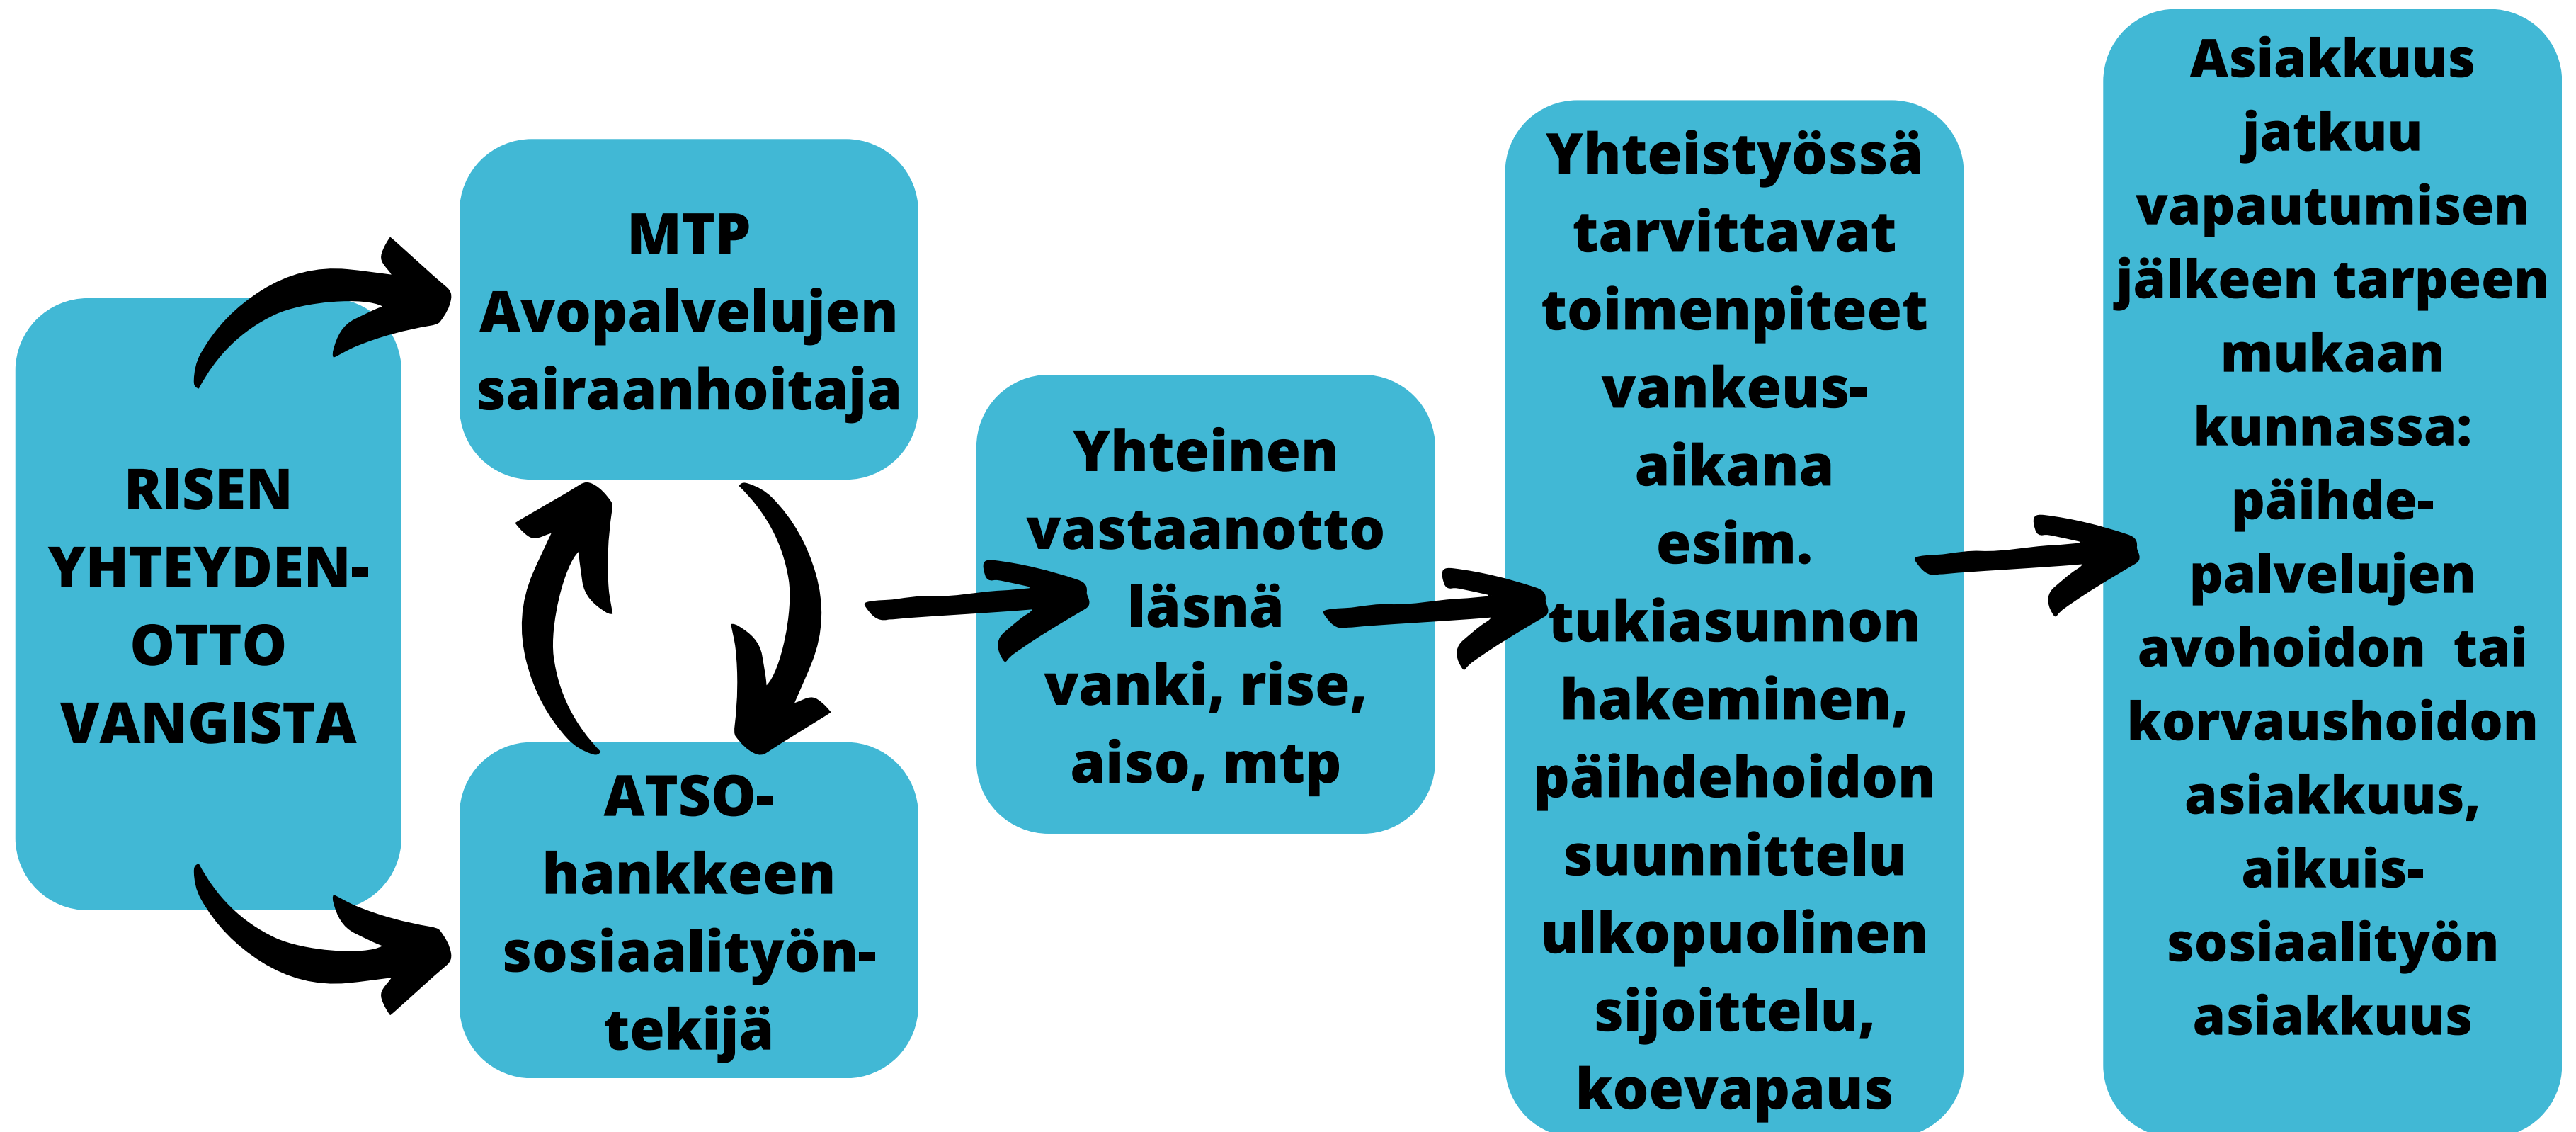 RISEN
YHTEYDEN-
OTTO
VANGISTA
MTP
Avopalvelujen
sairaanhoitaja
ATSO-
hankkeen
sosiaalityön-
tekijä
Yhteinen
vastaanotto
läsnä
vanki, rise,
aiso, mtp
Yhteistyössä
tarvittavat
toimenpiteet
vankeus-
aikana
esim.
tukiasunnon
hakeminen,
päihdehoidon
suunnittelu
ulkopuolinen
sijoittelu,
koevapaus
Asiakkuus
jatkuu
vapautumisen
jälkeen tarpeen
mukaan
kunnassa:
päihde-
palvelujen
avohoidon tai
korvaushoidon
asiakkuus,
aikuis-
sosiaalityön
asiakkuus